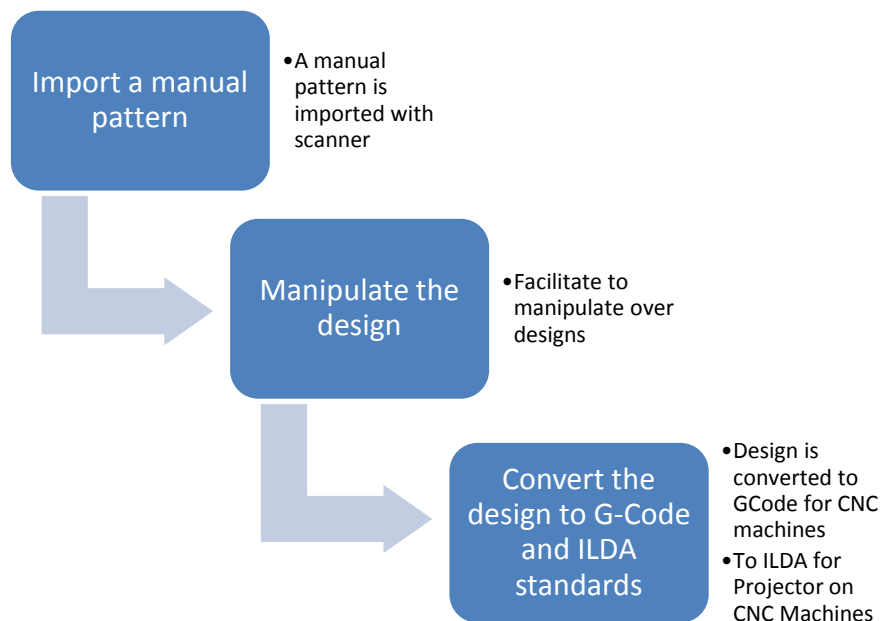 Import a manual
pattern
•A manual
pattern is
imported with
scanner
Manipulate the
design
•Facilitate to
manipulate over
designs
Convert the
design to G-Code
and ILDA
standards
•Design is
converted to
GCode for CNC
machines
•To ILDA for
Projector on
CNC Machines